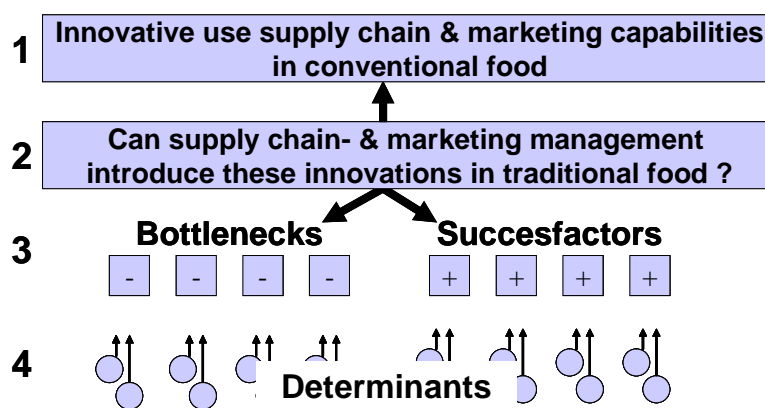 1
Innovative use supply chain & marketing capabilities
in conventional food
2
Can supply chain- & marketing management
introduce these innovations in traditional food ?
3
Bottlenecks Succesfactors
- - - - + + + +
4
Determinants